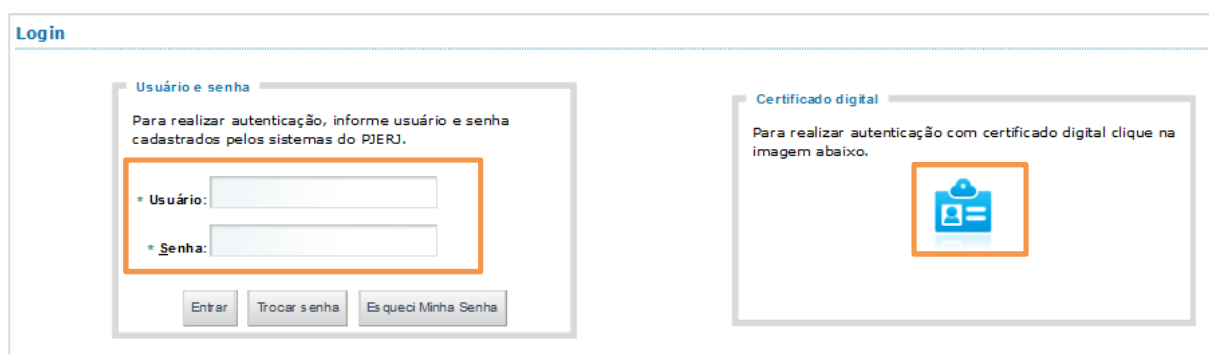 Login
Usuário e senha
Para realizar autenticação, informe usuário e senha
cadastrados pelos sistemas do PJERJ.
* Usuário:
* Senha:
Entrar Trocar senha Esqueci Minha Senha
Certificado digital
Para realizar autenticação com certificado digital clique na
imagem abaixo.